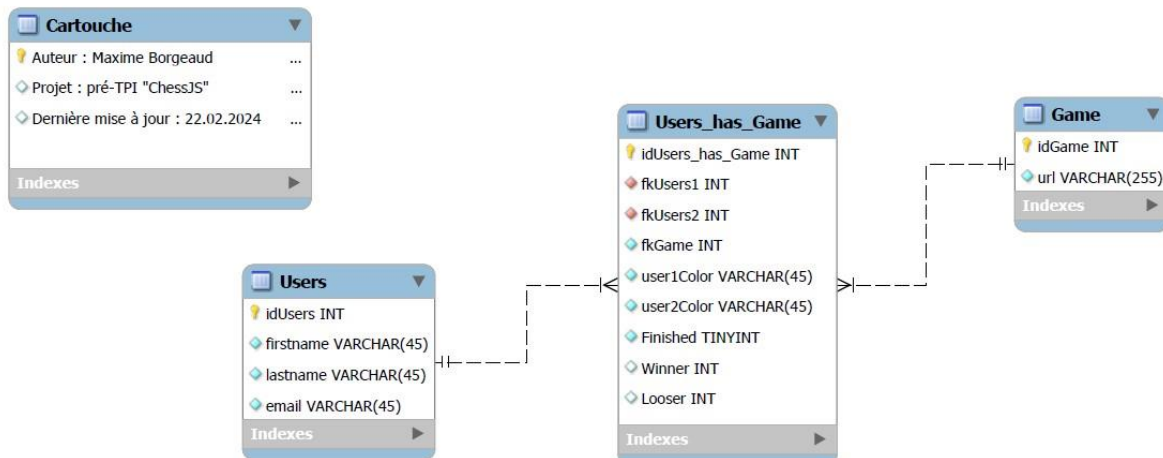 Cartouche
Auteur : Maxime Borgeaud ...
Projet : pré-TPI "ChessJS" ...
Dernière mise à jour : 22.02.2024 ...
Indexes
Users
idUsers INT
firstname VARCHAR(45)
lastname VARCHAR(45)
email VARCHAR(45)
Indexes
Users_has_Game
idUsers_has_Game INT
fkUsers1 INT
fkUsers2 INT
fkGame INT
user1Color VARCHAR(45)
user2Color VARCHAR(45)
Finished TINYINT
Winner INT
Looser INT
Indexes
Game
idGame INT
url VARCHAR(255)
Indexes